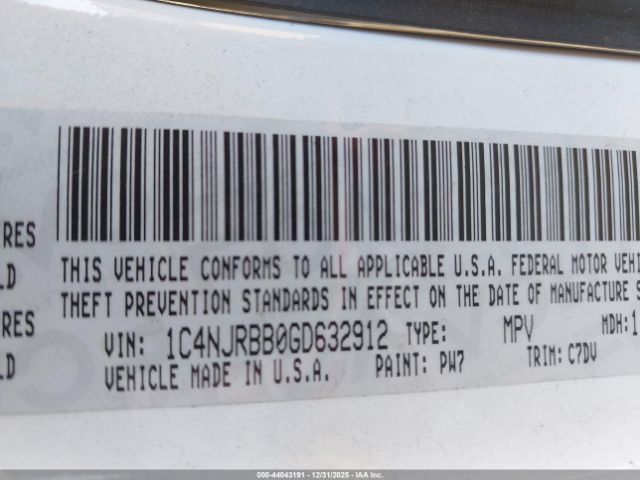 RES
LD
THIS VEHICLE CONFORMS TO ALL APPLICABLE U.S.A. FEDERAL MOTOR VEHI
THEFT PREVENTION STANDARDS IN EFFECT ON THE DATE OF MANUFACTURE S
RES
LD
VIN: 1C4NJRBB0GD632912 TYPE: MPV MDH: 1
VEHICLE MADE IN U.S.A. PAINT: PW7 TRIM: C7DV
000-44043191 - 12/31/2025 - IAA Inc.